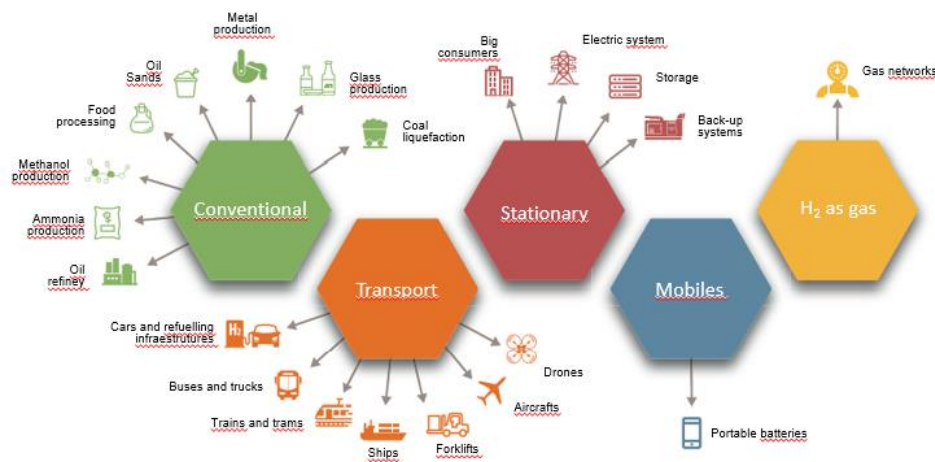 Metal
production
Oil
Sands
Glass
production
Food
processing
Coal
liquefaction
Methanol
production
Ammonia
production
Oil
refiney
Conventional
Big
consumers
Electric system
Storage
Back-up
systems
Stationary
Gas networks
H₂ as gas
Transport
Cars and refuelling
infraestrutures
H₂
Buses and trucks
Trains and trams
Ships
Forklifts
Aircrafts
Drones
Mobiles
Portable batteries